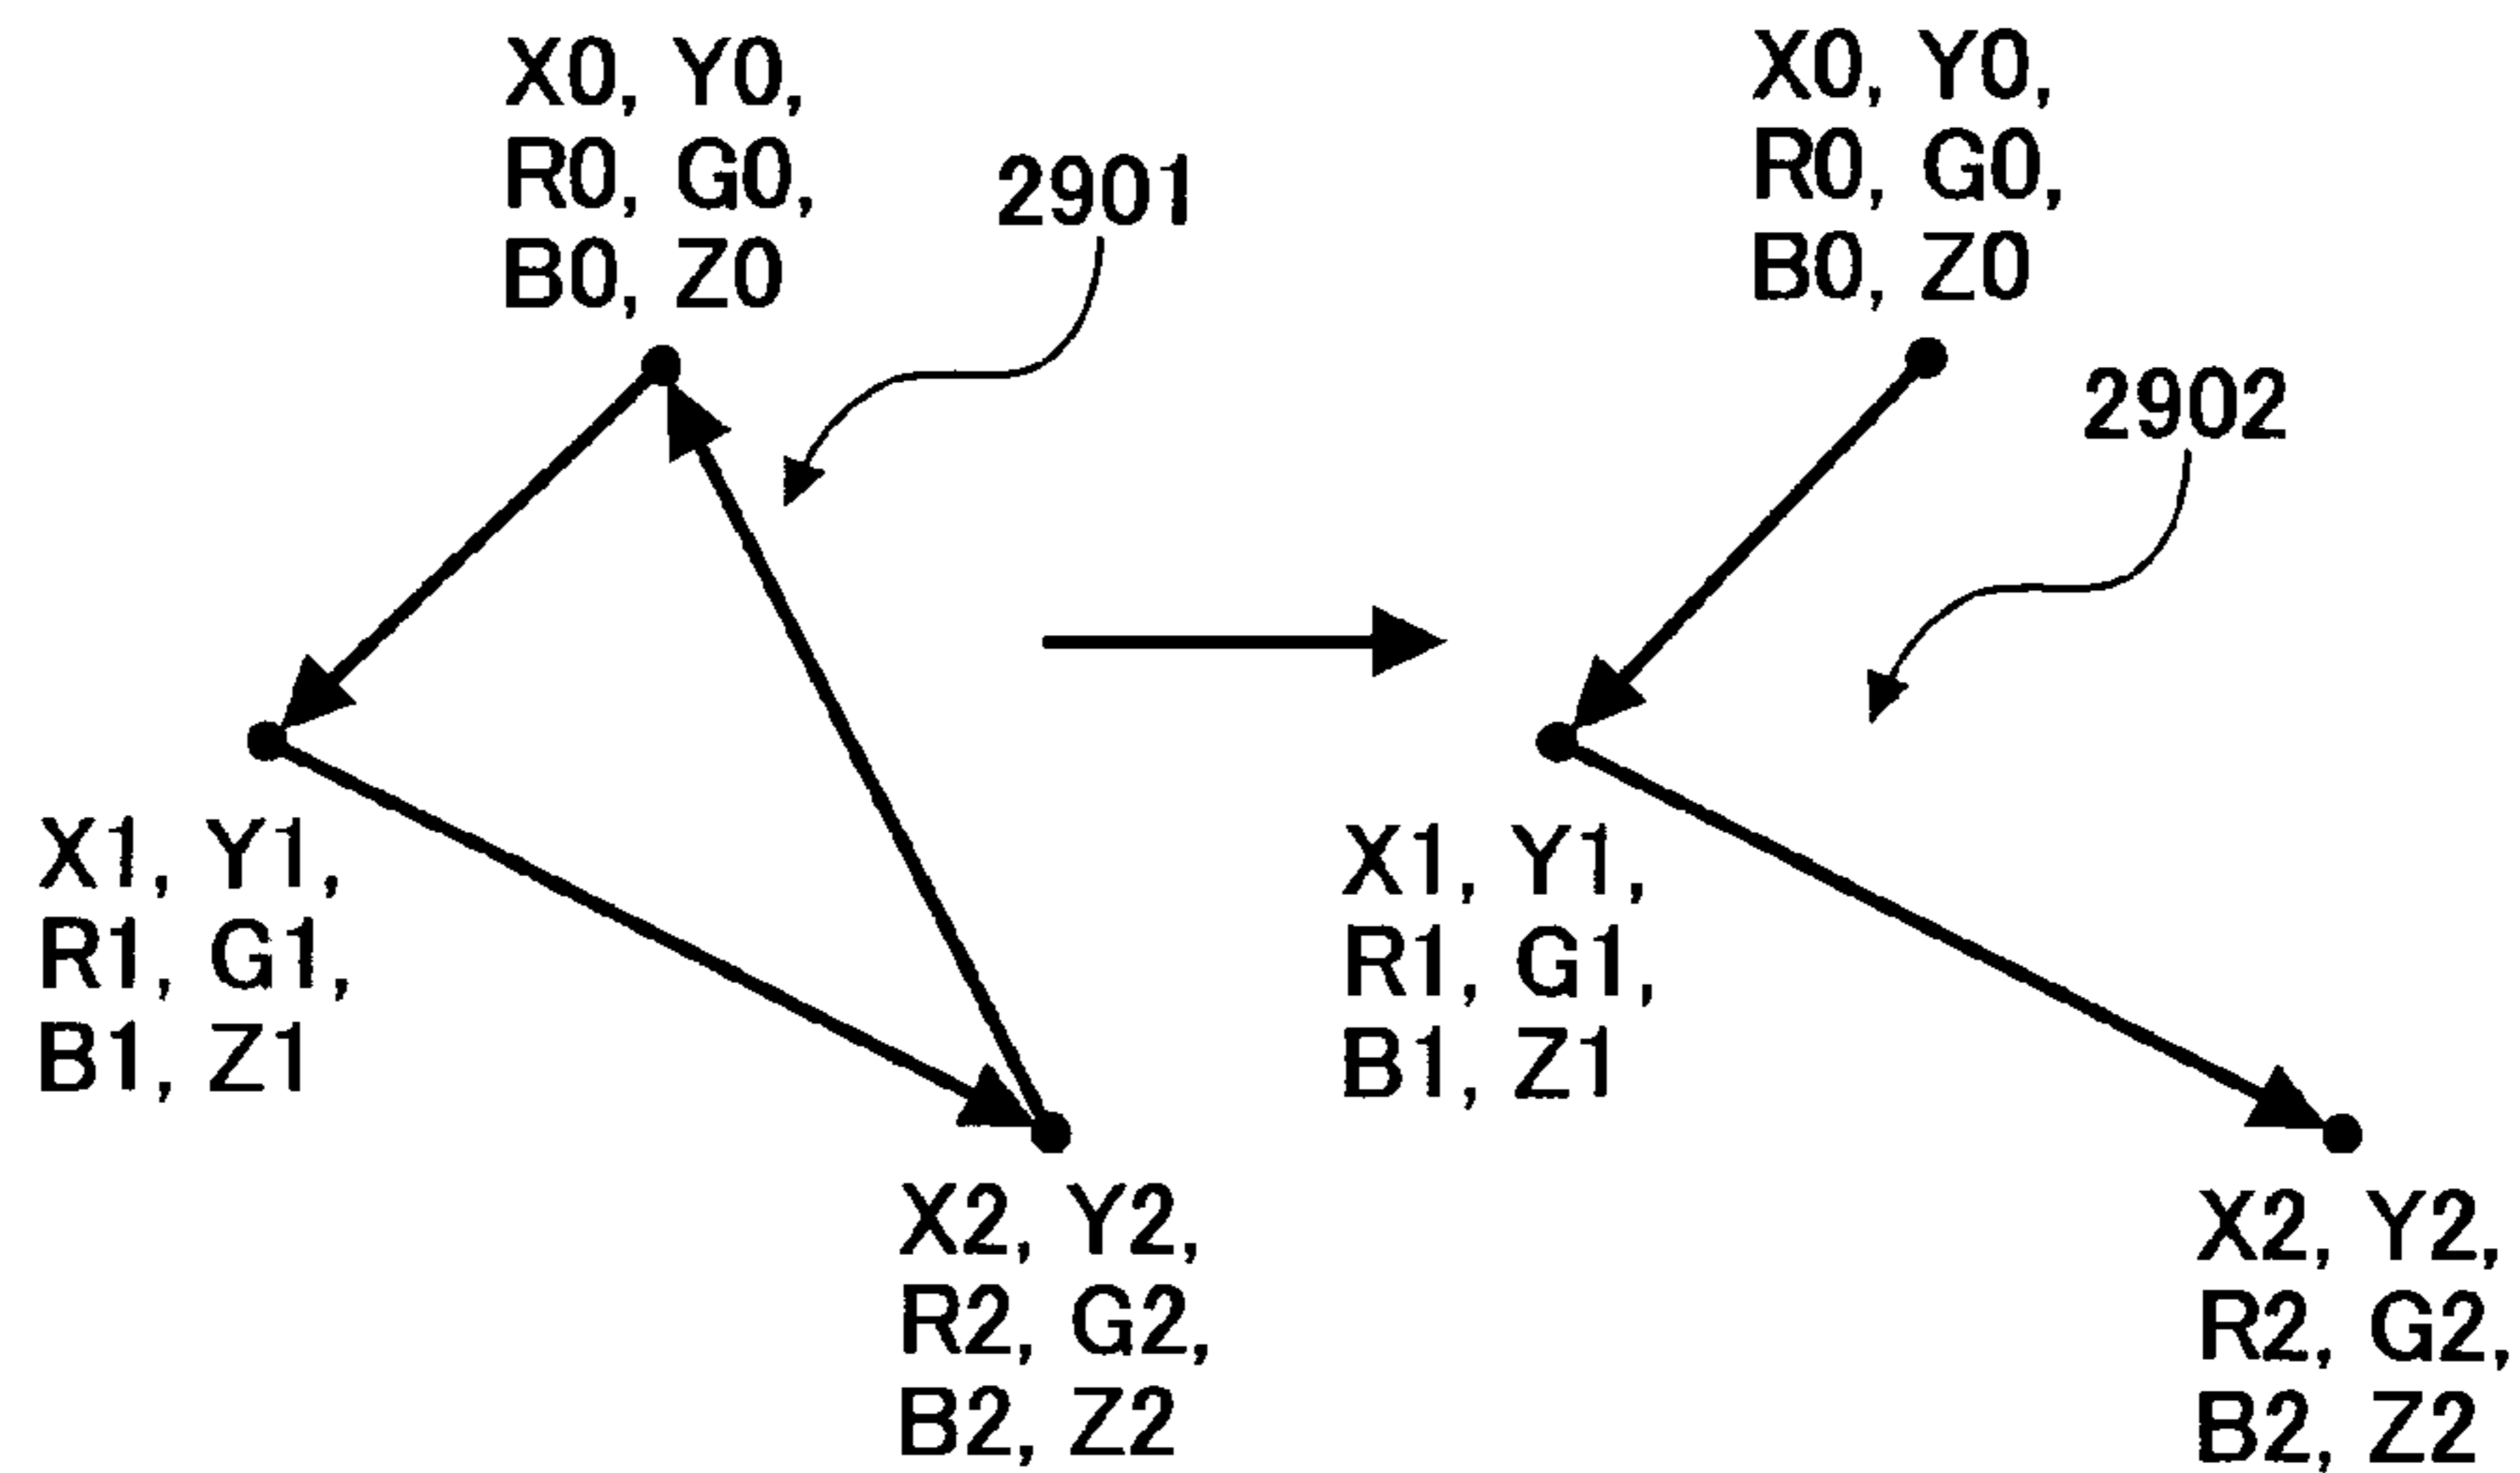 X0, Y0,
R0, G0,
B0, Z0
2901
X1, Y1,
R1, G1,
B1, Z1
X2, Y2,
R2, G2,
B2, Z2
X0, Y0,
R0, G0,
B0, Z0
2902
X1, Y1,
R1, G1,
B1, Z1
X2, Y2,
R2, G2,
B2, Z2